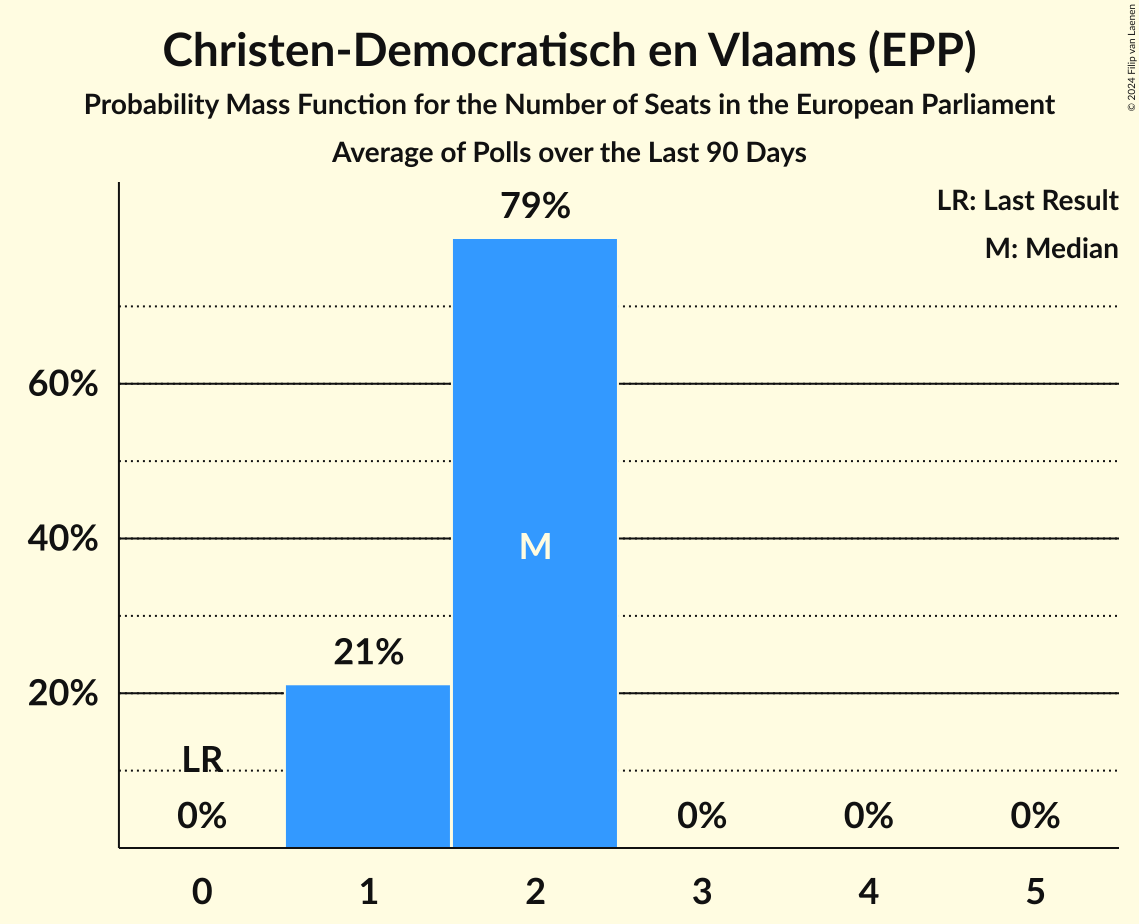 Christen-Democratisch en Vlaams (EPP)
Probability Mass Function for the Number of Seats in the European Parliament
Average of Polls over the Last 90 Days
© 2024 Filip van Laenen
LR: Last Result
M: Median
79%
60%
40%
M
21%
20%
LR
0%
0%
0%
0%
0
1
2
3
4
5